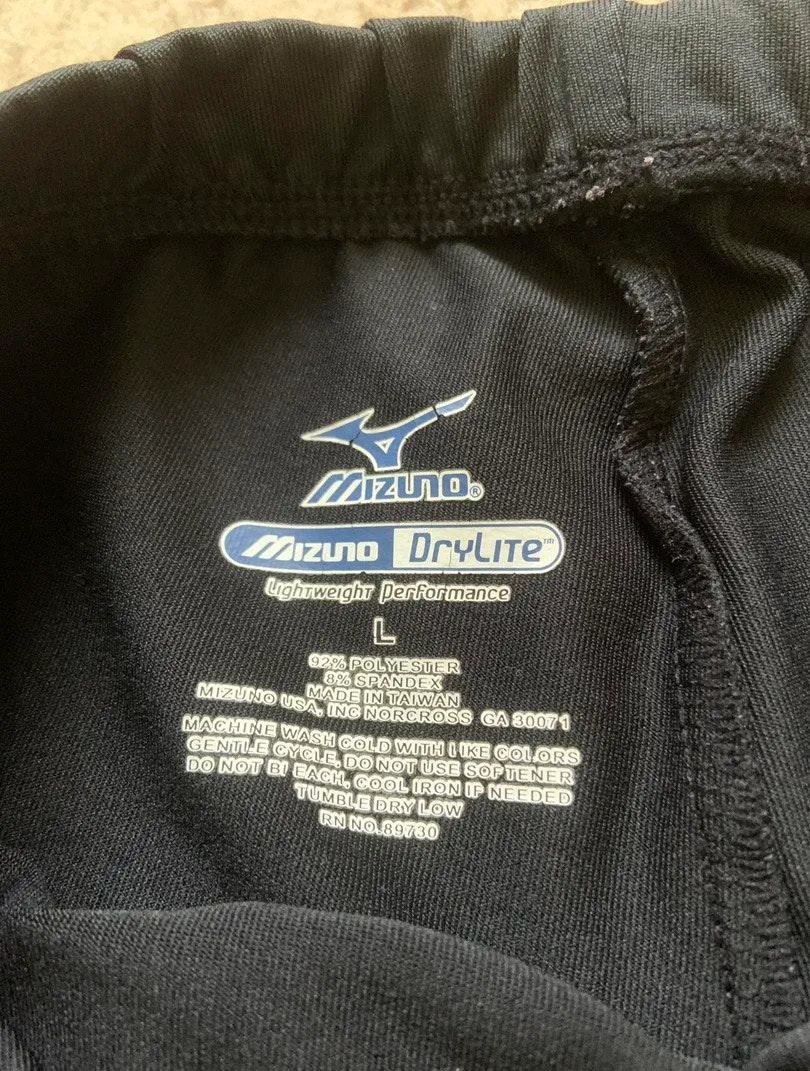 MIZUNO®
MIZUNO DRYLITE™
Lightweight Performance
L
92% POLYESTER
8% SPANDEX
MADE IN TAIWAN
MIZUNO USA, INC NORCROSS GA 30071
MACHINE WASH COLD WITH LIKE COLORS
GENTLE CYCLE, DO NOT USE SOFTENER
DO NOT BLEACH, COOL IRON IF NEEDED
TUMBLE DRY LOW
RN NO.89730